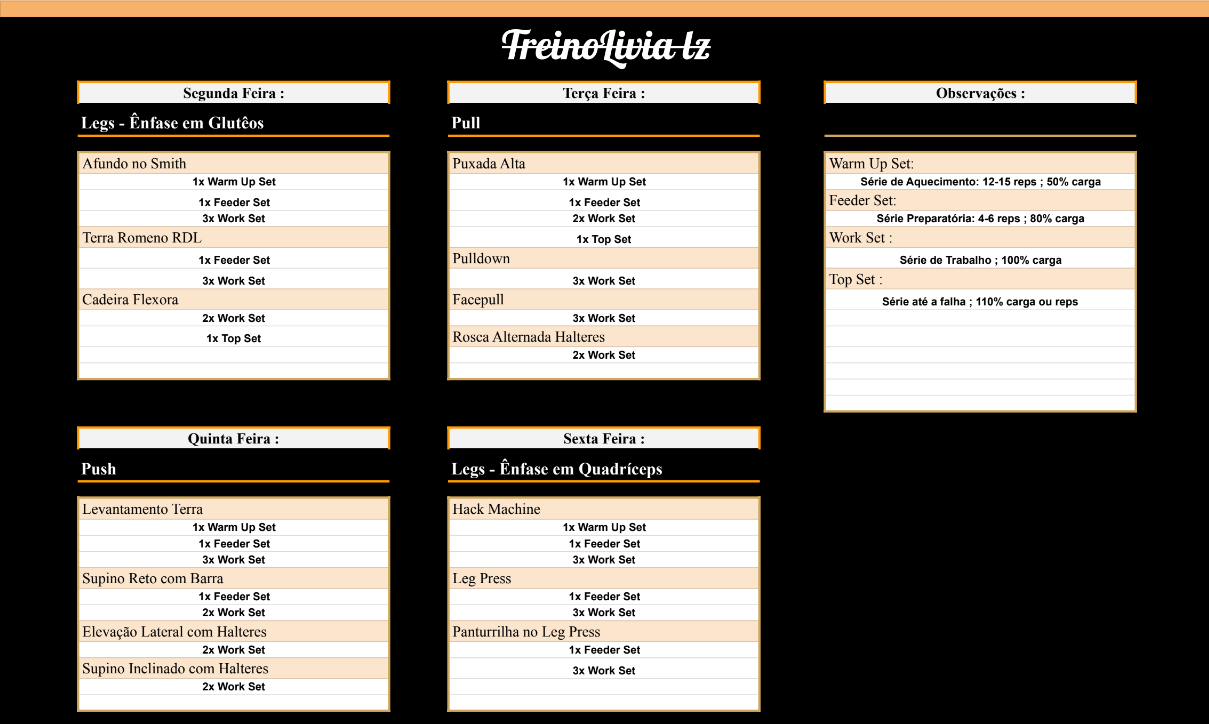 TreinoLivia lz
Segunda Feira :
Legs - Ênfase em Glutêos
Afundo no Smith
1x Warm Up Set
1x Feeder Set
3x Work Set
Terra Romeno RDL
1x Feeder Set
3x Work Set
Cadeira Flexora
2x Work Set
1x Top Set
Terça Feira :
Pull
Puxada Alta
1x Warm Up Set
1x Feeder Set
2x Work Set
1x Top Set
Pulldown
3x Work Set
Facepull
3x Work Set
Rosca Alternada Halteres
2x Work Set
Observações :
Warm Up Set:
Série de Aquecimento: 12-15 reps ; 50% carga
Feeder Set:
Série Preparatória: 4-6 reps ; 80% carga
Work Set :
Série de Trabalho ; 100% carga
Top Set :
Série até a falha ; 110% carga ou reps
Quinta Feira :
Push
Levantamento Terra
1x Warm Up Set
1x Feeder Set
3x Work Set
Supino Reto com Barra
1x Feeder Set
2x Work Set
Elevação Lateral com Halteres
2x Work Set
Supino Inclinado com Halteres
2x Work Set
Sexta Feira :
Legs - Ênfase em Quadríceps
Hack Machine
1x Warm Up Set
1x Feeder Set
3x Work Set
Leg Press
1x Feeder Set
3x Work Set
Panturrilha no Leg Press
1x Feeder Set
3x Work Set